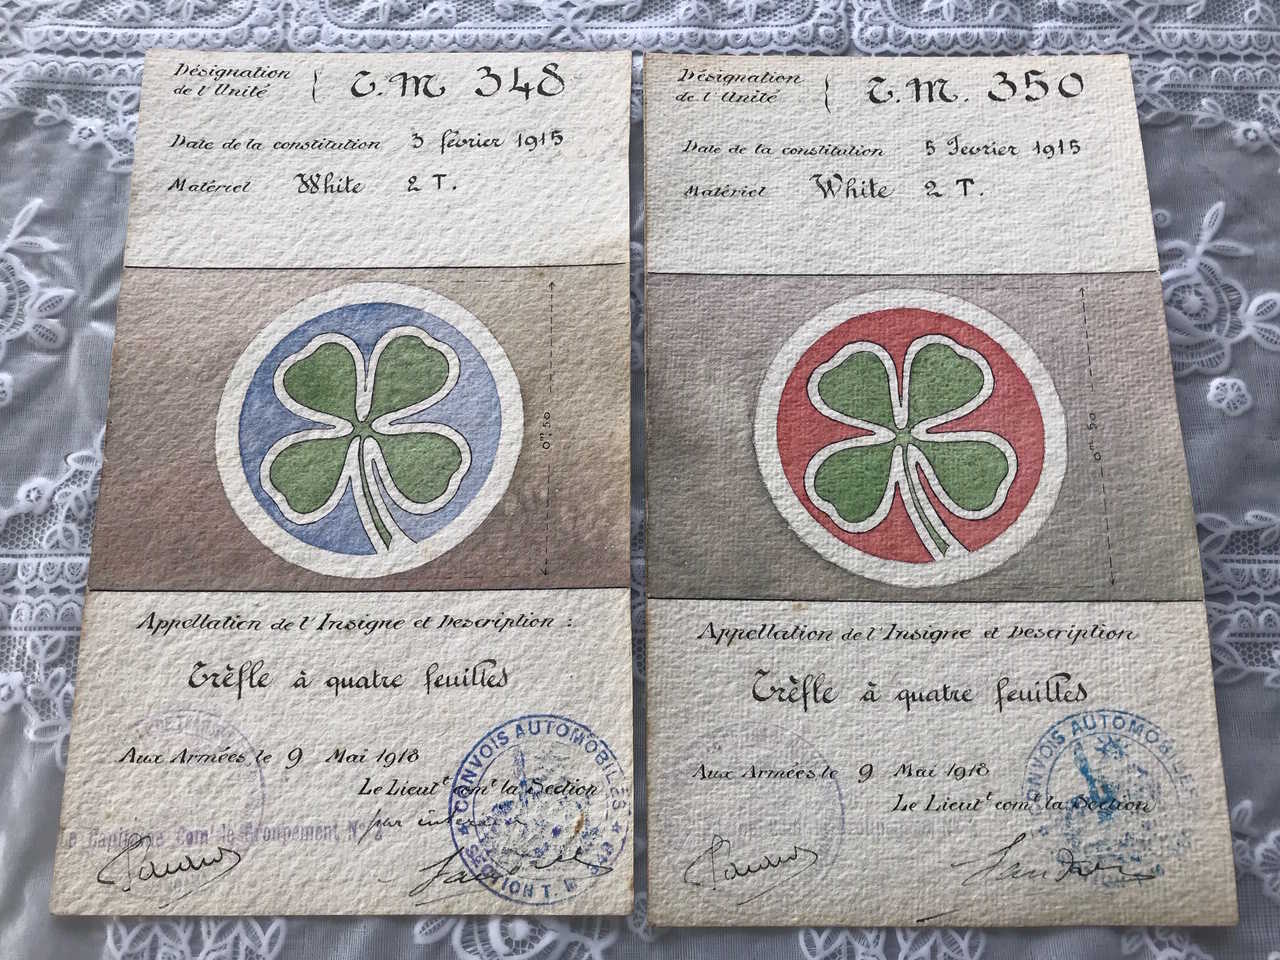 Désignation
de l'Unité
T.M. 348
Date de la constitution 3 février 1915
Matériel White 2 T.
0m,50
Appellation de l'Insigne et Description :
Trèfle à quatre feuilles
Aux Armées le 9 Mai 1918
Le Lieut^t com^t la Section
par interim
Capitaine Com^t le Groupement N°
CONVOIS AUTOMOBILES
SECTION T. M.
Désignation
de l'Unité
T.M. 350
Date de la constitution 5 Fevrier 1915
Matériel White 2 T.
0m,50
Appellation de l'Insigne et Description
Trèfle à quatre feuilles
Aux Armées le 9 Mai 1918
Le Lieut^t com^t la Section
CONVOIS AUTOMOBILES